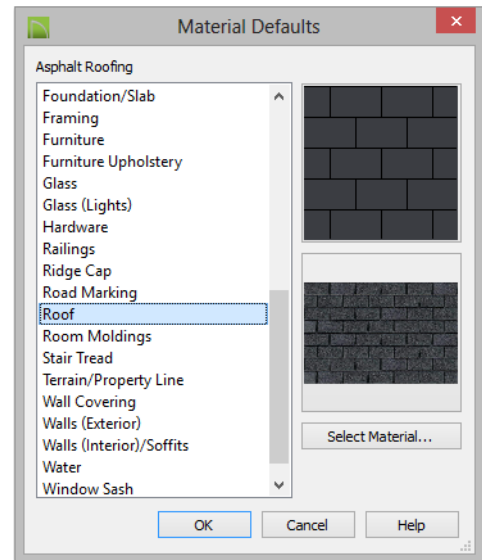 Material Defaults
Asphalt Roofing
Foundation/Slab
Framing
Furniture
Furniture Upholstery
Glass
Glass (Lights)
Hardware
Railings
Ridge Cap
Road Marking
Roof
Room Moldings
Stair Tread
Terrain/Property Line
Wall Covering
Walls (Exterior)
Walls (Interior)/Soffits
Water
Window Sash
Select Material...
OK Cancel Help